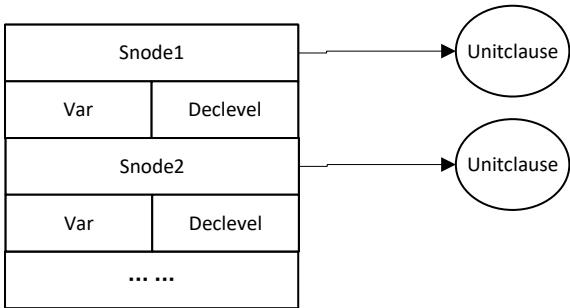 Snode1
Unitclause
Var Declevel
Snode2
Unitclause
Var Declevel
... ...